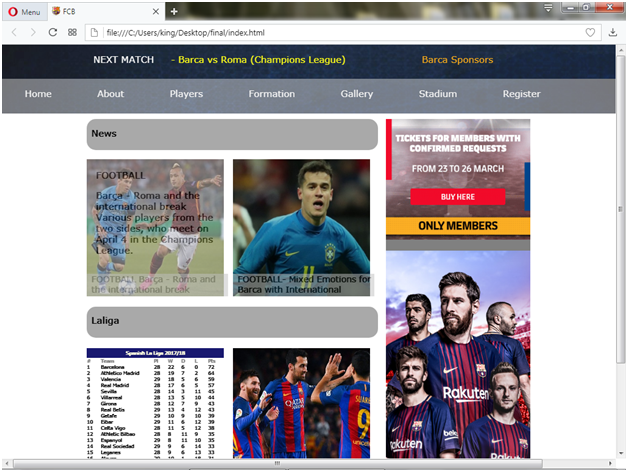 Menu
FCB
file:///C:/Users/king/Desktop/final/index.html
NEXT MATCH - Barca vs Roma (Champions League) Barca Sponsors
Home About Players Formation Gallery Stadium Register
News
FOOTBALL
Barça - Roma and the
international break
Various players from the
two sides, who meet on
April 4 in the Champions
League.
FOOTBALL Barça - Roma and
the international break
FOOTBALL- Mixed Emotions for
Barca with International
Laliga
Spanish La Liga 2017/18
# Team Pl W D L Pts
1 Barcelona 28 22 6 0 72
2 Athletico Madrid 28 19 7 2 64
3 Valencia 29 18 5 6 59
4 Real Madrid 28 17 6 5 57
5 Sevilla 28 14 3 11 45
6 Villarreal 28 13 5 10 44
7 Girona 28 12 7 9 43
8 Real Betis 29 13 4 12 43
9 Getafe 29 10 9 10 39
10 Eibar 29 11 6 12 39
11 Celta Vigo 28 11 5 12 38
12 Athletic Bilbao 28 8 11 9 35
13 Espanyol 29 8 11 10 35
14 Real Sociedad 29 9 6 14 33
15 Leganes 28 9 6 13 33
TICKETS FOR MEMBERS WITH
CONFIRMED REQUESTS
FROM 23 TO 26 MARCH
BUY HERE
ONLY MEMBERS
Rakuten
Rakuten
Rakuten
Rakuten